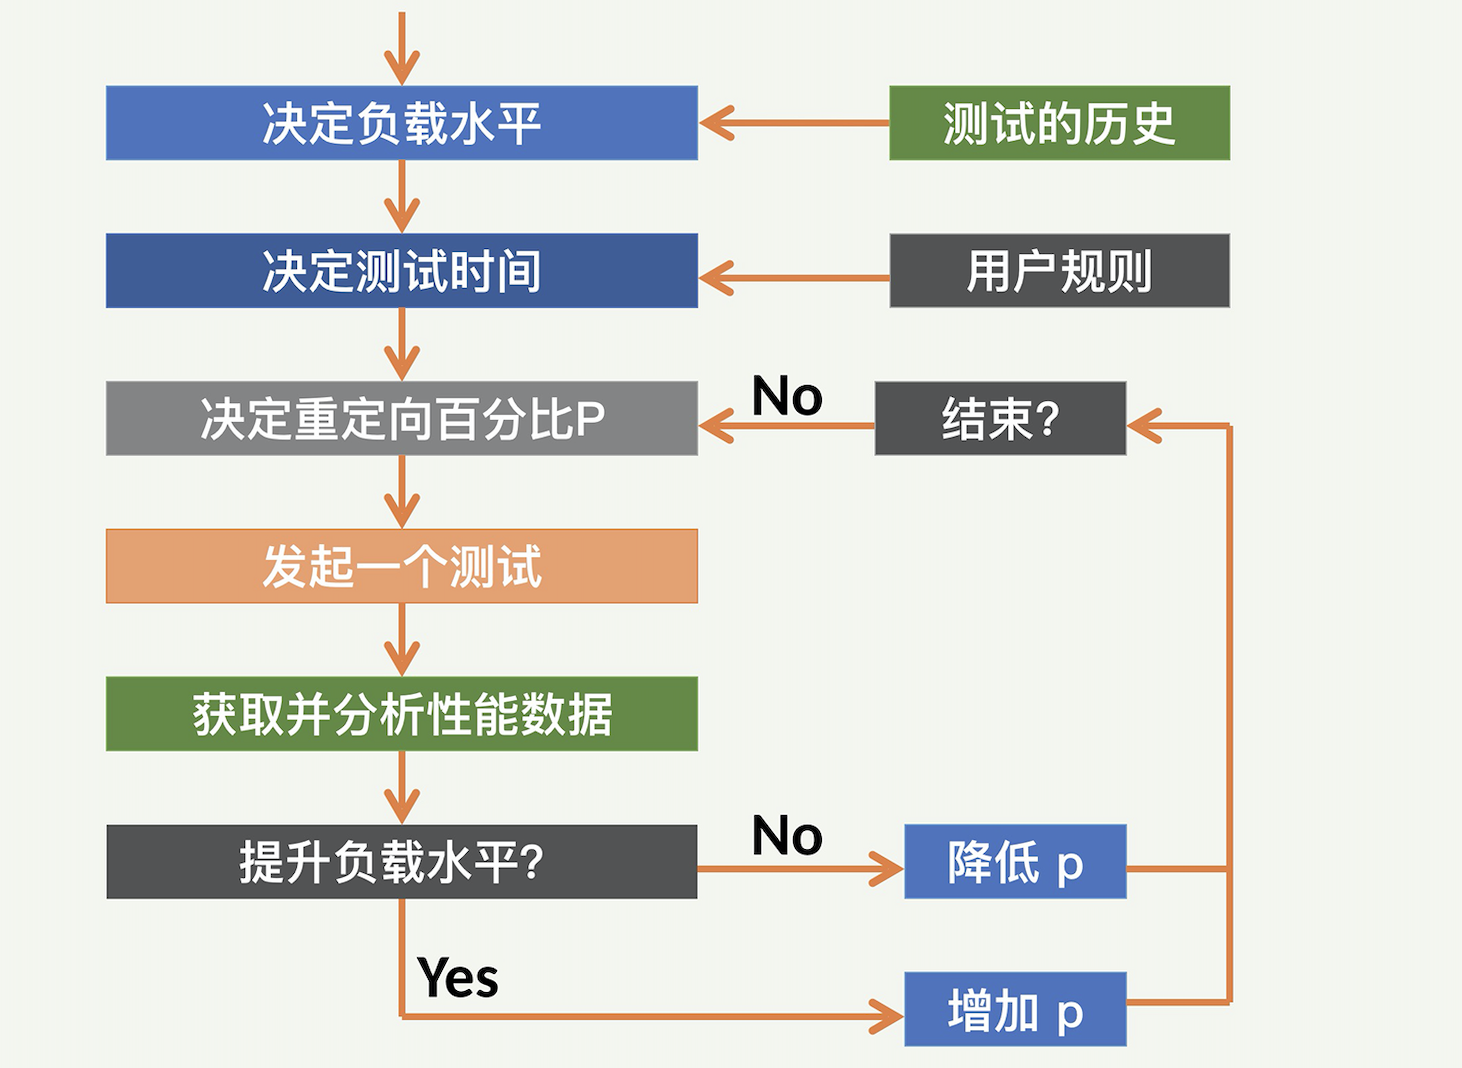 决定负载水平
测试的历史
决定测试时间
用户规则
决定重定向百分比P
No
结束?
发起一个测试
获取并分析性能数据
提升负载水平?
No
降低 p
Yes
增加 p